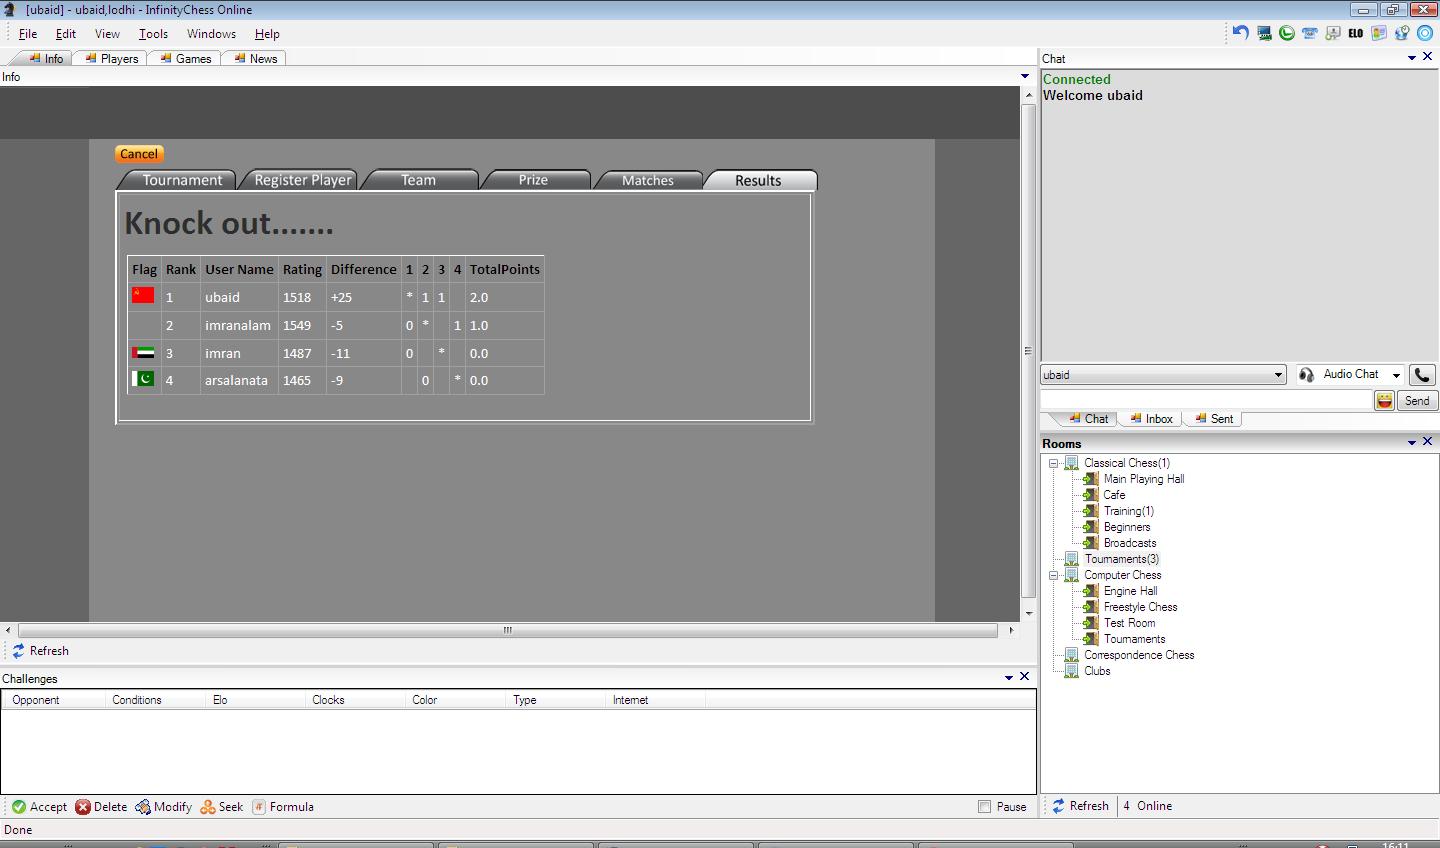 [ubaid] - ubaid,lodhi - InfinityChess Online
File Edit View Tools Windows Help
ELO
Info Players Games News
Info
Cancel
Tournament Register Player Team Prize Matches Results
Knock out.......
Flag Rank User Name Rating Difference 1 2 3 4 TotalPoints
1 ubaid 1518 +25 * 1 1 2.0
2 imranalam 1549 -5 0 * 1 1.0
3 imran 1487 -11 0 * 0.0
4 arsalanata 1465 -9 0 * 0.0
Refresh
Challenges
Opponent Conditions Elo Clocks Color Type Internet
Accept Delete Modify Seek Formula Pause
Done
Chat
Connected
Welcome ubaid
ubaid Audio Chat
Send
Chat Inbox Sent
Rooms
Classical Chess(1)
Main Playing Hall
Cafe
Training(1)
Beginners
Broadcasts
Tournaments(3)
Computer Chess
Engine Hall
Freestyle Chess
Test Room
Tournaments
Correspondence Chess
Clubs
Refresh 4 Online
16:11